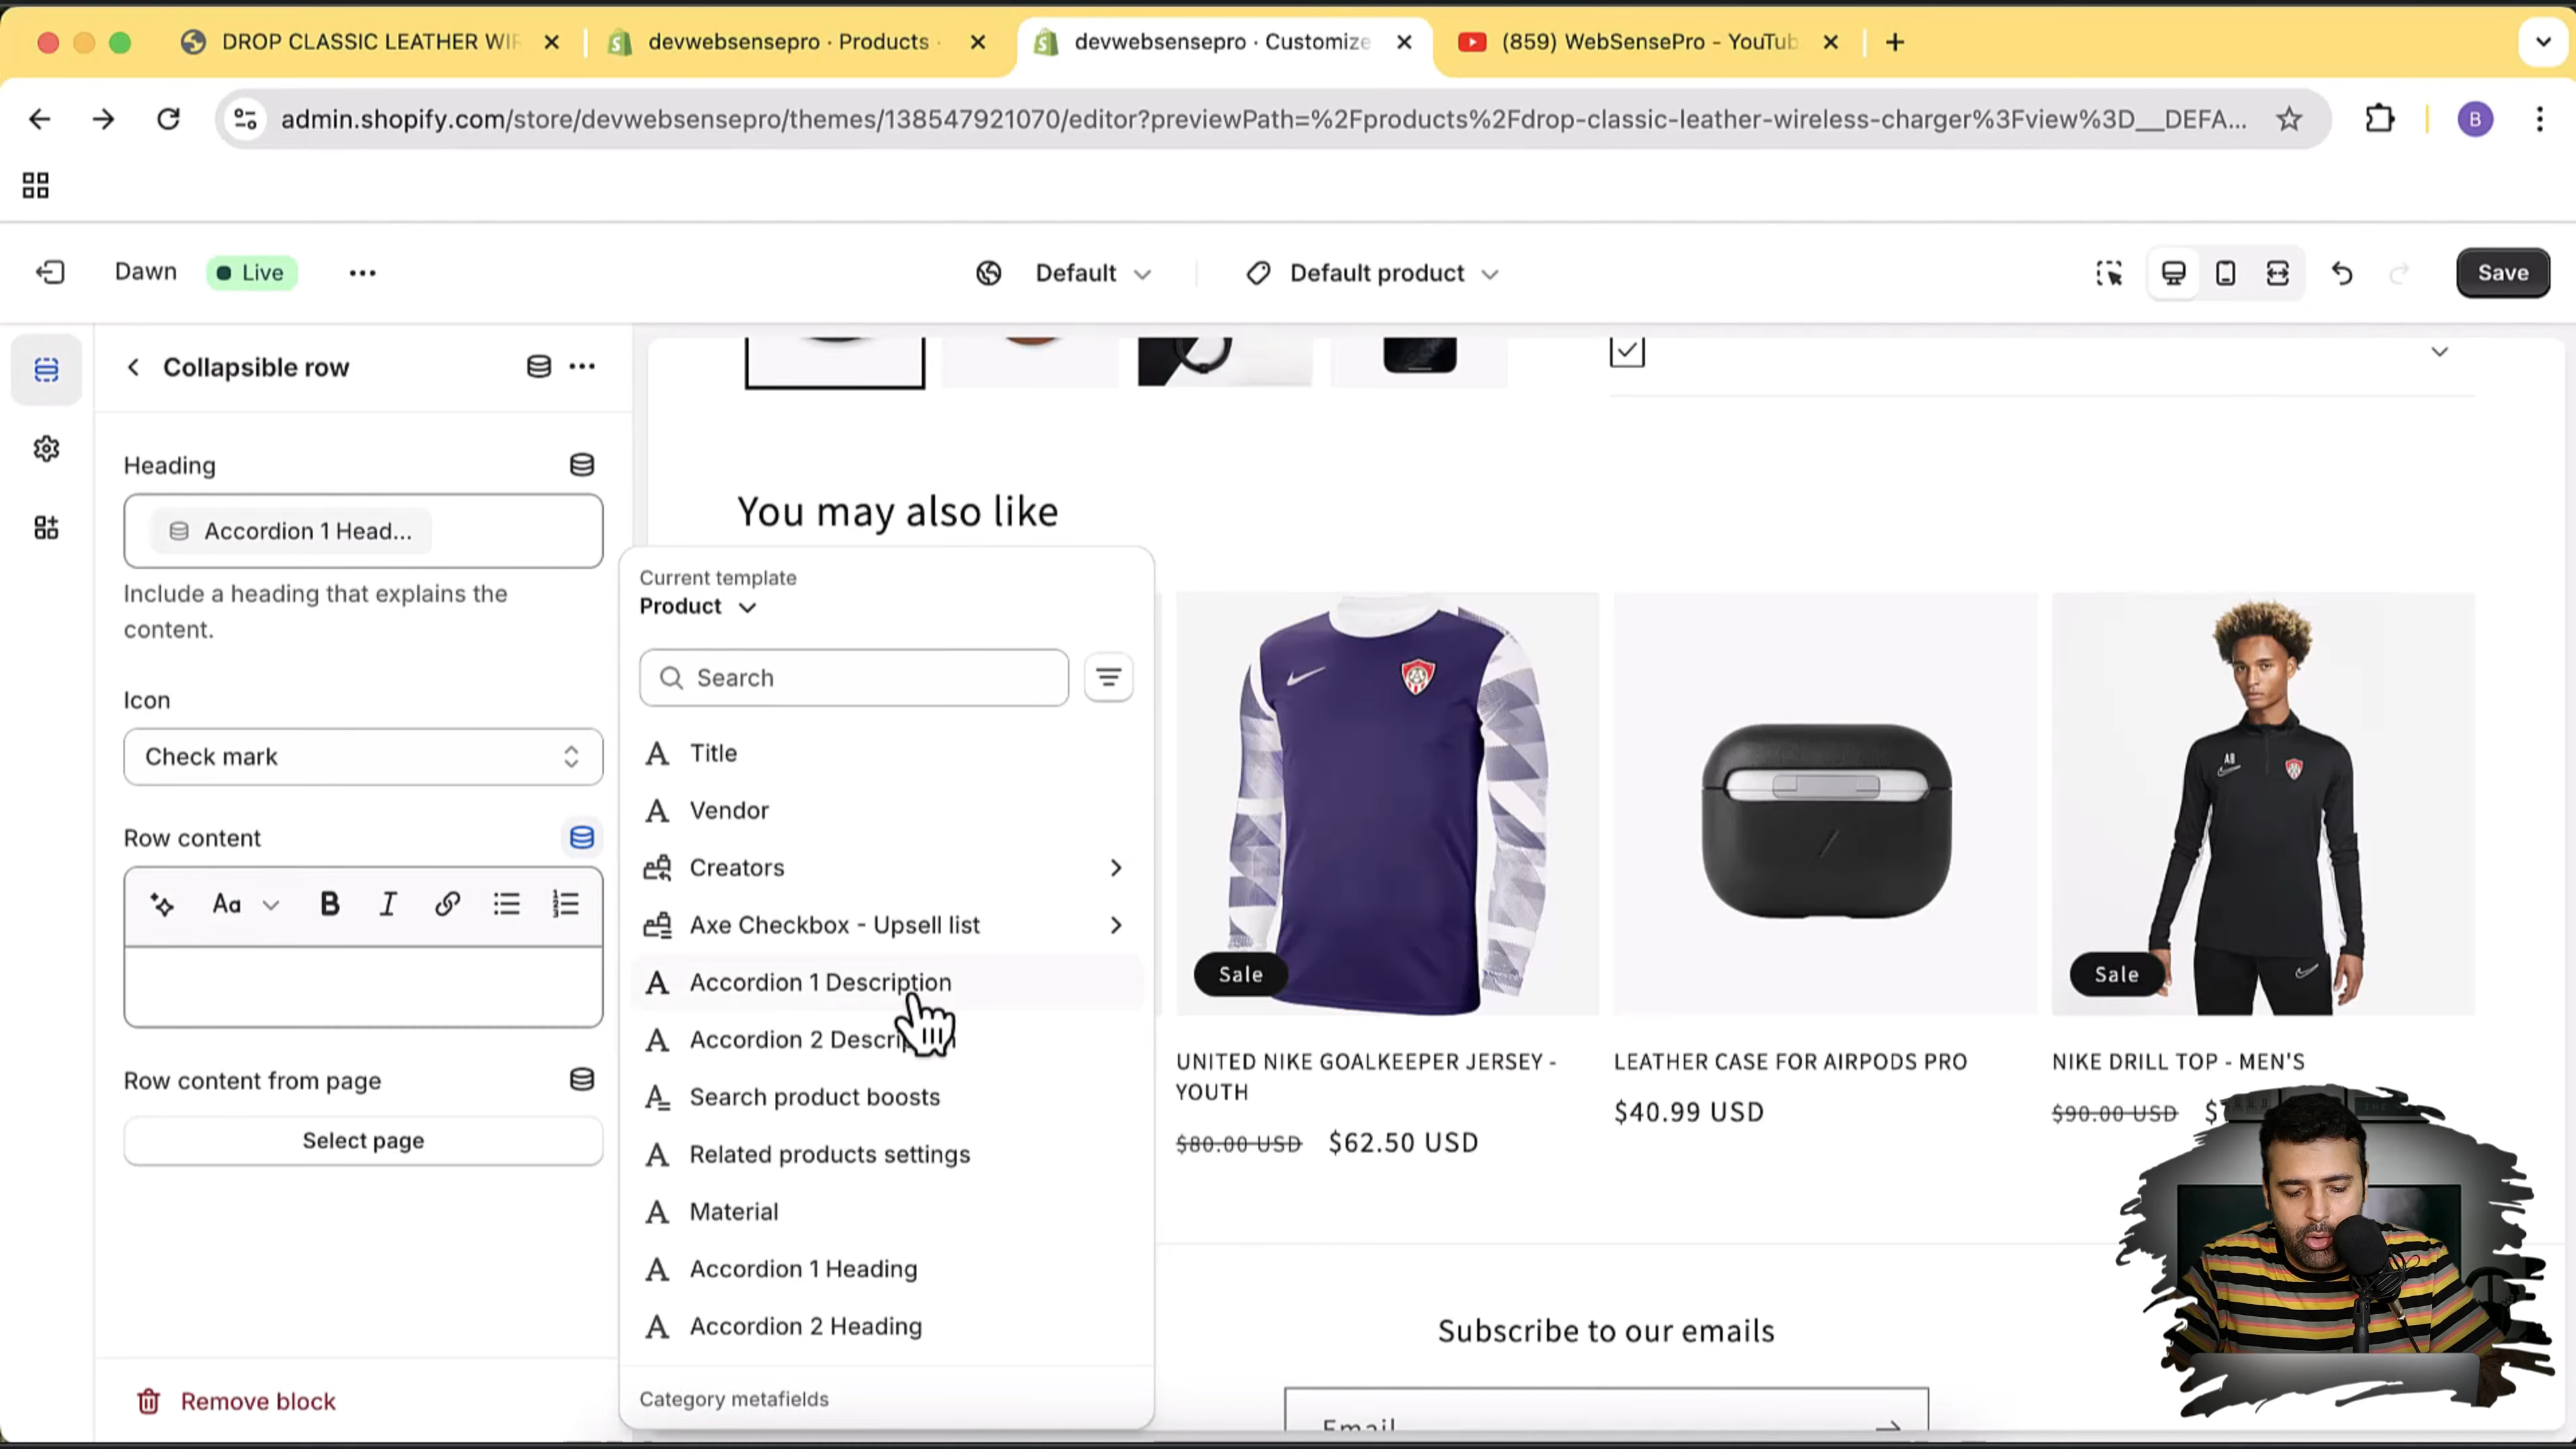 DROP CLASSIC LEATHER WIR
devwebsensepro · Products ·
devwebsensepro · Customize
(859) WebSensePro - YouTub
admin.shopify.com/store/devwebsensepro/themes/138547921070/editor?previewPath=%2Fproducts%2Fdrop-classic-leather-wireless-charger%3Fview%3D__DEFA...
B
Dawn
Live
Default
Default product
Save
Collapsible row
Heading
Accordion 1 Head...
Include a heading that explains the
content.
Icon
Check mark
Row content
Aa
B
I
Row content from page
Select page
Remove block
Current template
Product
Search
Title
Vendor
Creators
Axe Checkbox - Upsell list
Accordion 1 Description
Accordion 2 Descrip
Search product boosts
Related products settings
Material
Accordion 1 Heading
Accordion 2 Heading
Category metafields
You may also like
Sale
Sale
UNITED NIKE GOALKEEPER JERSEY -
YOUTH
$80.00 USD $62.50 USD
LEATHER CASE FOR AIRPODS PRO
$40.99 USD
AB
NIKE DRILL TOP - MEN'S
$90.00 USD $
Subscribe to our emails
Email